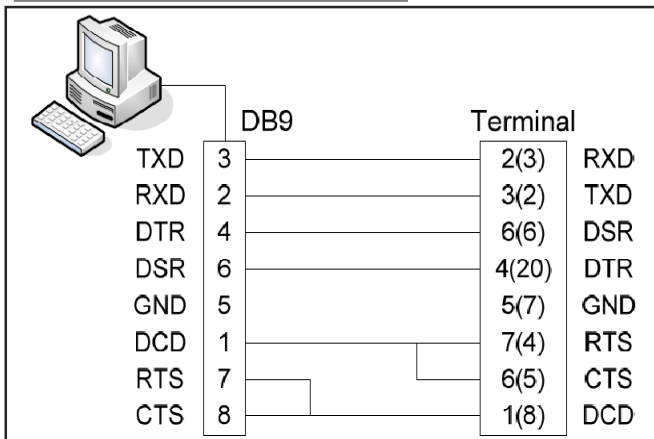 DB9 Terminal
TXD 3 2(3) RXD
RXD 2 3(2) TXD
DTR 4 6(6) DSR
DSR 6 4(20) DTR
GND 5 5(7) GND
DCD 1 7(4) RTS
RTS 7 6(5) CTS
CTS 8 1(8) DCD